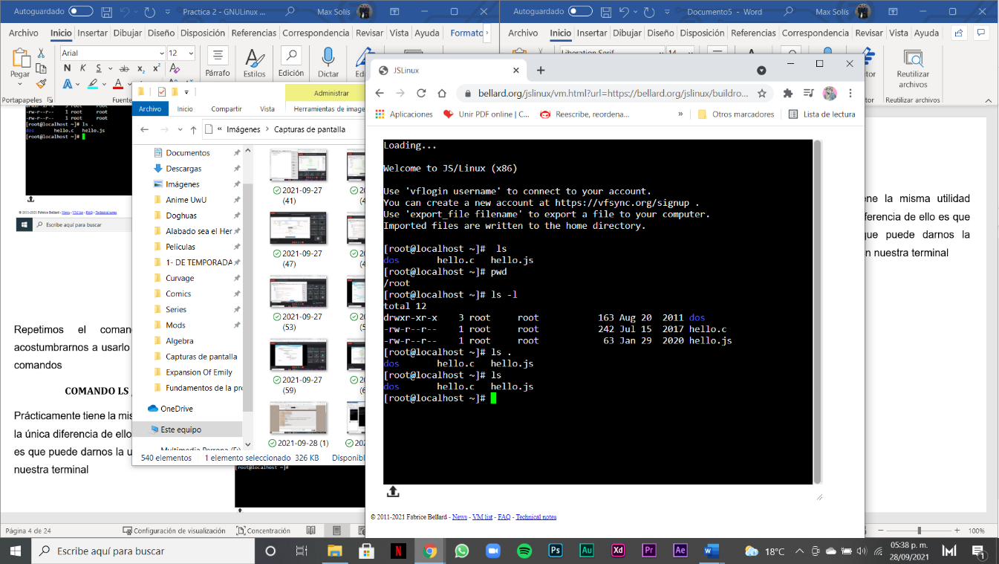 Autoguardado
Practica 2 - GNULinux
Max Solís
Archivo Inicio Insertar Dibujar Diseño Disposición Referencias Correspondencia Revisar Vista Ayuda Formato
Pegar
Arial 12
N K S ab x₂ x²
Párrafo Estilos Edición Dictar
Portapapeles Fuente
Autoguardado
Documento5 - Word
Max Solís
Archivo Inicio Insertar Dibujar Diseño Disposición Referencias Correspondencia Revisar Vista Ayuda
Reutilizar archivos
Reutilizar archivos
-rw-r--r-- 1 root root
-rw-r--r-- 1 root root
[root@localhost ~]# ls .
dos hello.c hello.js
[root@localhost ~]#
© 2011-2021 Fabrice Bellard - News - VM list - FAQ - Technical notes
Escribe aquí para buscar
Repetimos el coman
acostumbrarnos a usarlo
comandos
COMANDO LS
Prácticamente tiene la mis
la única diferencia de ello
es que puede darnos la u
nuestra terminal
[root@localhost ~]#
Página 4 de 24
Configuración de visualización
Concentración
Administrar
Archivo Inicio Compartir Vista Herramientas de image
« Imágenes > Capturas de pantalla
Documentos
Descargas
Imágenes
Anime UwU
Doghuas
Alabado sea el Her
Películas
1- DE TEMPORADA
Curvage
Comics
Series
Mods
Algebra
Capturas de pantalla
Expansion Of Emily
Fundamentos de la pro
OneDrive
Este equipo
2021-09-27 (41)
2021-09-27 (47)
2021-09-27 (53)
2021-09-27 (59)
2021-09-28 (1)
540 elementos 1 elemento seleccionado 326 KB Disponibl
JSLinux
bellard.org/jslinux/vm.html?url=https://bellard.org/jslinux/buildro...
Aplicaciones
Unir PDF online | C...
Reescribe, reordena...
»
Otros marcadores
Lista de lectura
Loading...
Welcome to JS/Linux (x86)
Use 'vflogin username' to connect to your account.
You can create a new account at https://vfsync.org/signup .
Use 'export_file filename' to export a file to your computer.
Imported files are written to the home directory.
[root@localhost ~]# ls
dos hello.c hello.js
[root@localhost ~]# pwd
/root
[root@localhost ~]# ls -l
total 12
drwxr-xr-x 3 root root 163 Aug 20 2011 dos
-rw-r--r-- 1 root root 242 Jul 15 2017 hello.c
-rw-r--r-- 1 root root 63 Jan 29 2020 hello.js
[root@localhost ~]# ls .
dos hello.c hello.js
[root@localhost ~]# ls
dos hello.c hello.js
[root@localhost ~]#
© 2011-2021 Fabrice Bellard - News - VM list - FAQ - Technical notes
ene la misma utilidad
ferencia de ello es que
que puede darnos la
n nuestra terminal
100%
Escribe aquí para buscar
N
Ps Au Xd Pr Ae
18°C
05:38 p. m.
28/09/2021
1